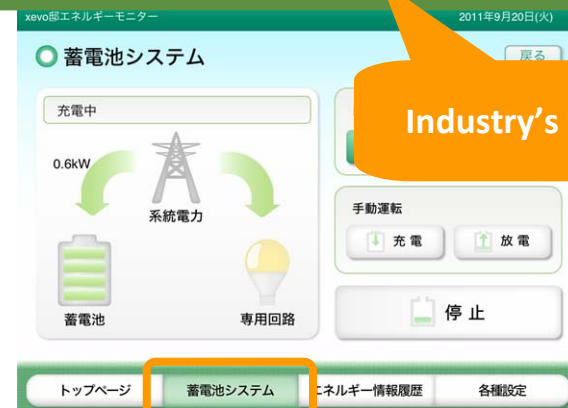 xevo邸エネルギーモニター
2011年9月20日(火)
蓄電池システム
戻る
充電中
Industry's
0.6kW
系統電力
手動運転
充電
放電
蓄電池
専用回路
停止
トップページ
蓄電池システム
エネルギー情報履歴
各種設定